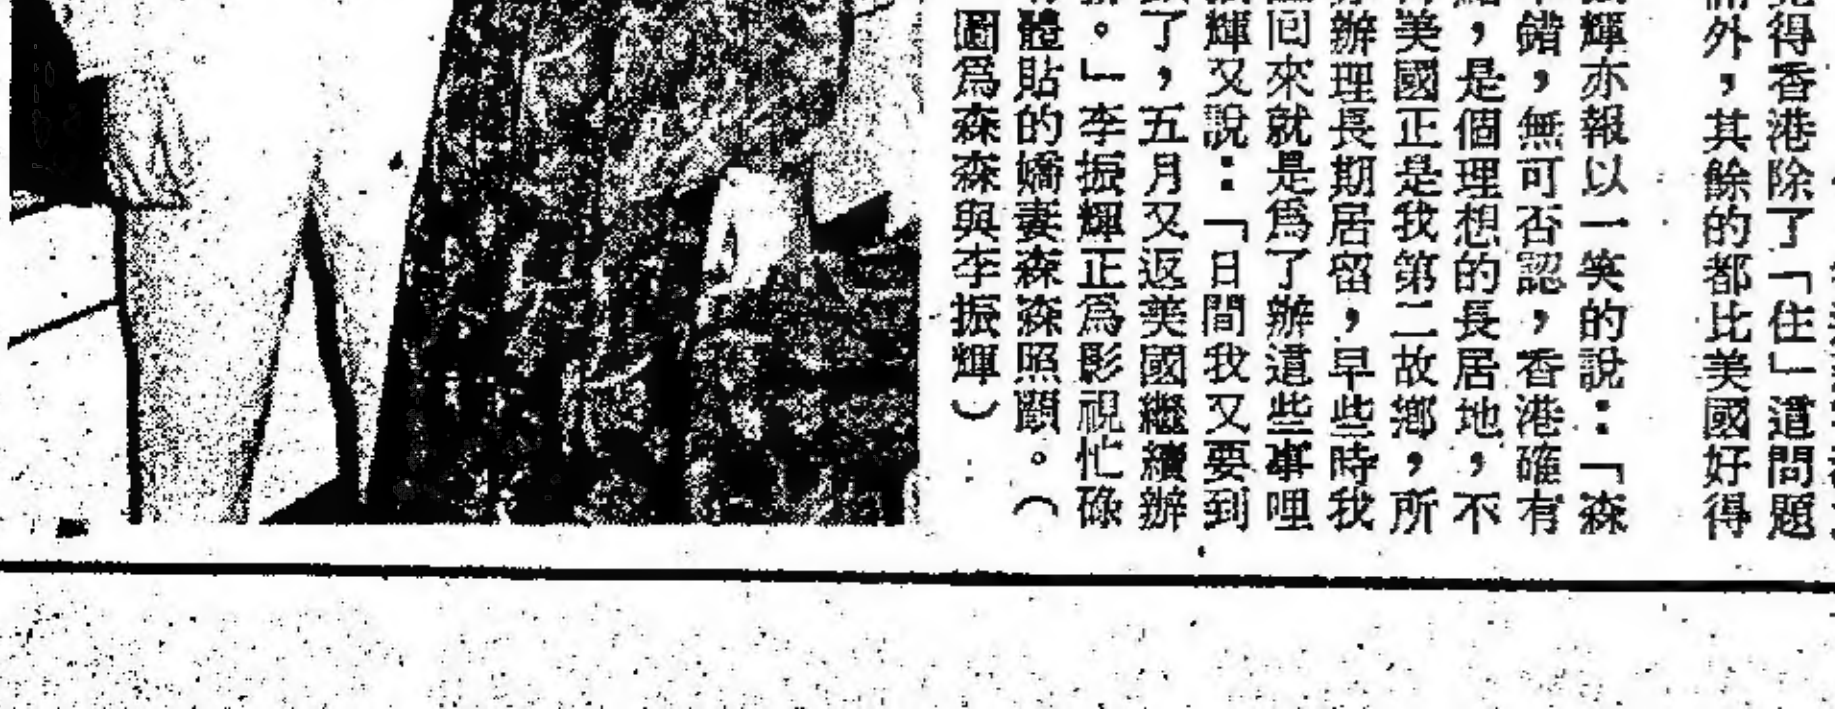 得香港除了「住」這問題
外，其餘的都比美國好得
輝亦報以一笑的說：「森
錯，無可否認，香港確有
，是個理想的長居地，不
美國正是我第二故鄉，所
辦理長期居留，早些時我
回來就是爲了辦這些事哩
輝又說：「日間我又要到
了，五月又返美國繼續辦
。」李振輝正爲影視忙碌
體貼的嬌妻森森照顧。（
圖爲森森與李振輝）